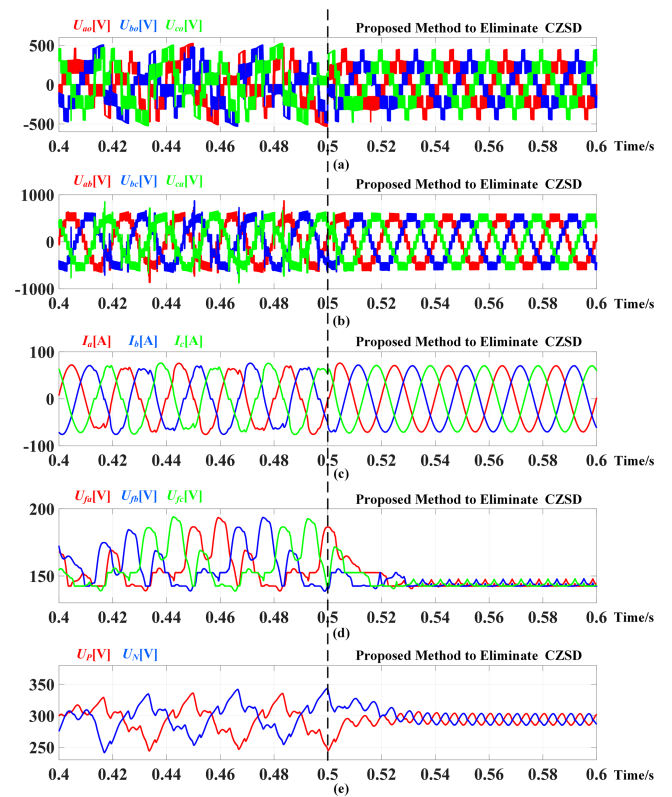 Uao[V] Ubo[V] Uco[V] Proposed Method to Eliminate CZSD
500
0
-500
0.4 0.42 0.44 0.46 0.48 0.5 0.52 0.54 0.56 0.58 0.6 Time/s
(a)
Uab[V] Ubc[V] Uca[V] Proposed Method to Eliminate CZSD
1000
0
-1000
0.4 0.42 0.44 0.46 0.48 0.5 0.52 0.54 0.56 0.58 0.6 Time/s
(b)
Ia[A] Ib[A] Ic[A] Proposed Method to Eliminate CZSD
100
0
-100
0.4 0.42 0.44 0.46 0.48 0.5 0.52 0.54 0.56 0.58 0.6 Time/s
(c)
Ufa[V] Ufb[V] Ufc[V] Proposed Method to Eliminate CZSD
200
150
0.4 0.42 0.44 0.46 0.48 0.5 0.52 0.54 0.56 0.58 0.6 Time/s
(d)
UP[V] UN[V] Proposed Method to Eliminate CZSD
350
300
250
0.4 0.42 0.44 0.46 0.48 0.5 0.52 0.54 0.56 0.58 0.6 Time/s
(e)